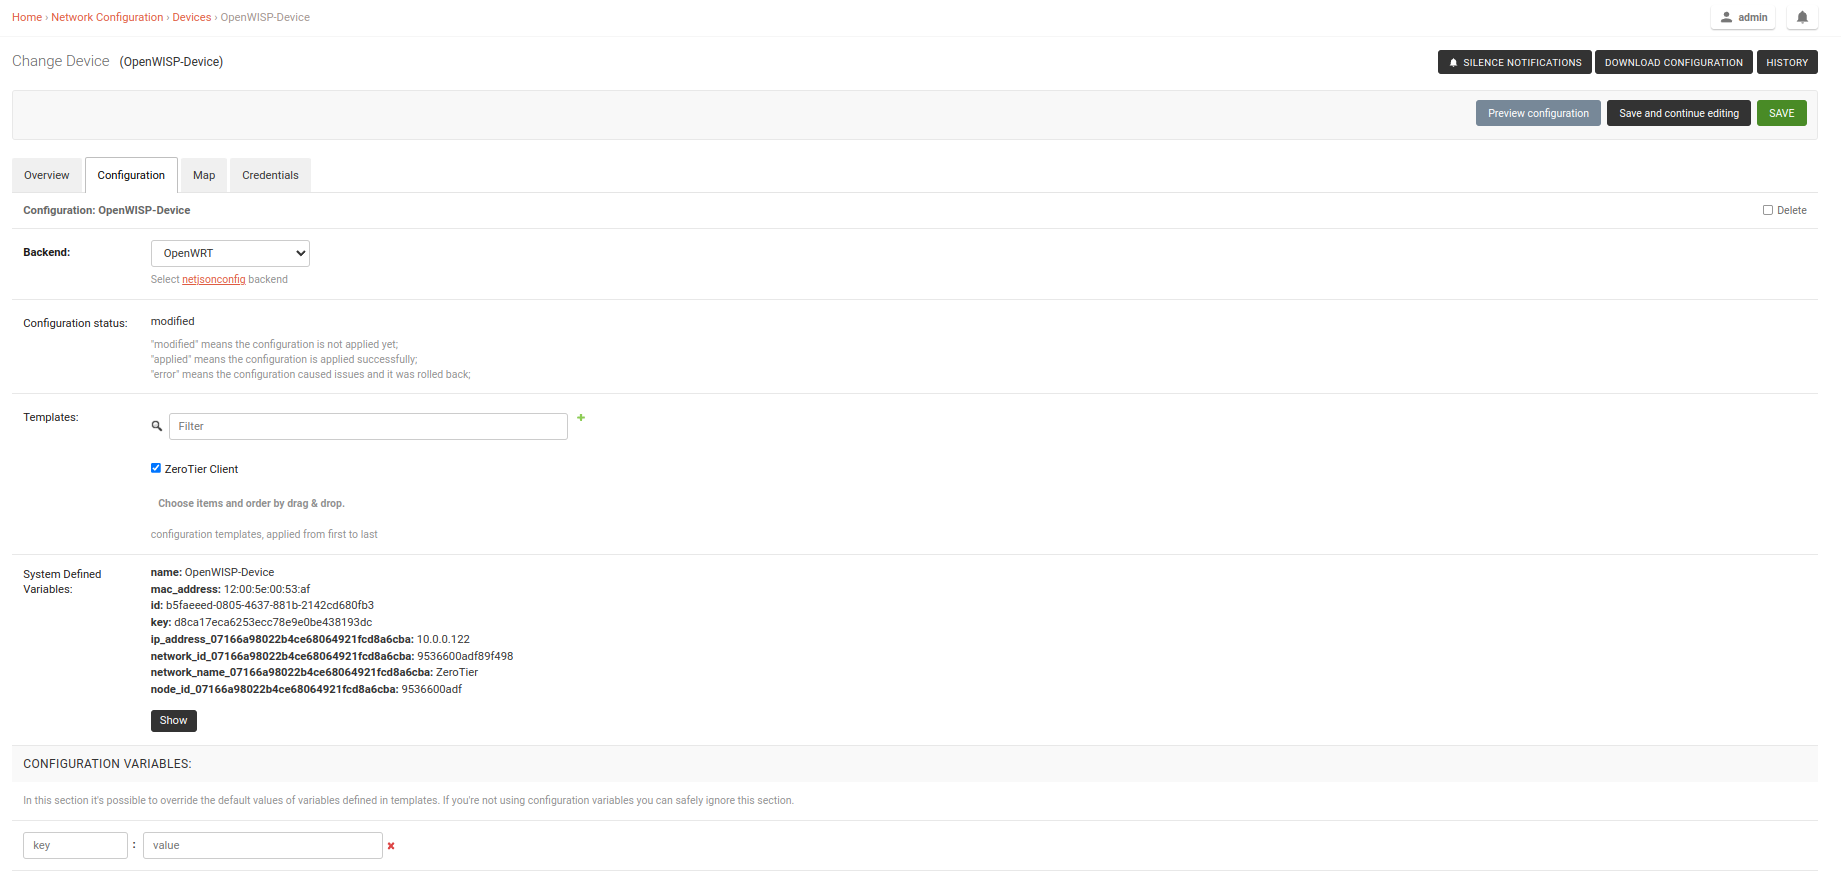 Home › Network Configuration › Devices › OpenWISP-Device
admin
Change Device (OpenWISP-Device)
SILENCE NOTIFICATIONS
DOWNLOAD CONFIGURATION
HISTORY
Preview configuration
Save and continue editing
SAVE
Overview
Configuration
Map
Credentials
Configuration: OpenWISP-Device
Delete
Backend:
OpenWRT
Select netjsonconfig backend
Configuration status:
modified
"modified" means the configuration is not applied yet;
"applied" means the configuration is applied successfully;
"error" means the configuration caused issues and it was rolled back;
Templates:
Filter
ZeroTier Client
Choose items and order by drag & drop.
configuration templates, applied from first to last
System Defined
Variables:
name: OpenWISP-Device
mac_address: 12:00:5e:00:53:af
id: b5faeeed-0805-4637-881b-2142cd680fb3
key: d8ca17eca6253ecc78e9e0be438193dc
ip_address_07166a98022b4ce68064921fcd8a6cba: 10.0.0.122
network_id_07166a98022b4ce68064921fcd8a6cba: 9536600adf89f498
network_name_07166a98022b4ce68064921fcd8a6cba: ZeroTier
node_id_07166a98022b4ce68064921fcd8a6cba: 9536600adf
Show
CONFIGURATION VARIABLES:
In this section it's possible to override the default values of variables defined in templates. If you're not using configuration variables you can safely ignore this section.
key : value